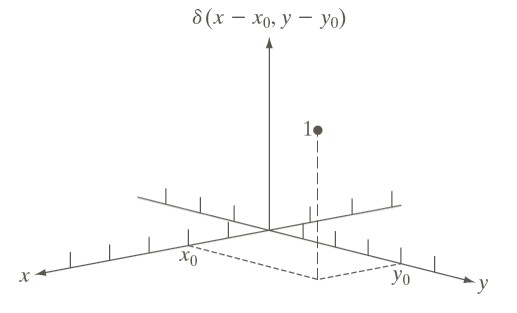 δ(x − x₀, y − y₀)
1
x
x₀
y₀
y